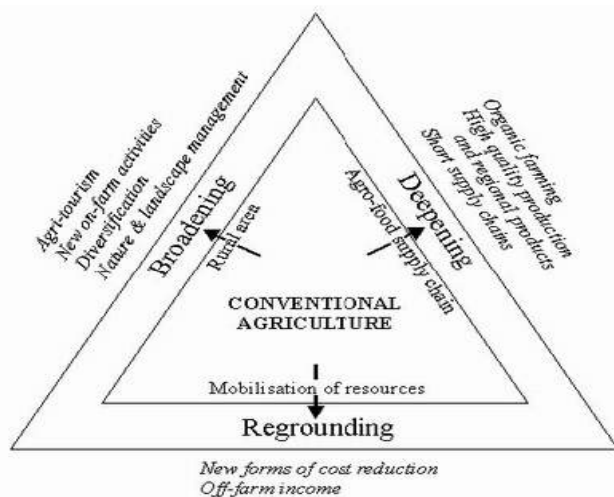 Agri-tourism
New on-farm activities
Diversification
Nature & landscape management
Broadening
Rural area
Organic farming
High quality production
and regional products
Short supply chains
Deepening
Agro-food supply chain
CONVENTIONAL
AGRICULTURE
Mobilisation of resources
Regrounding
New forms of cost reduction
Off-farm income